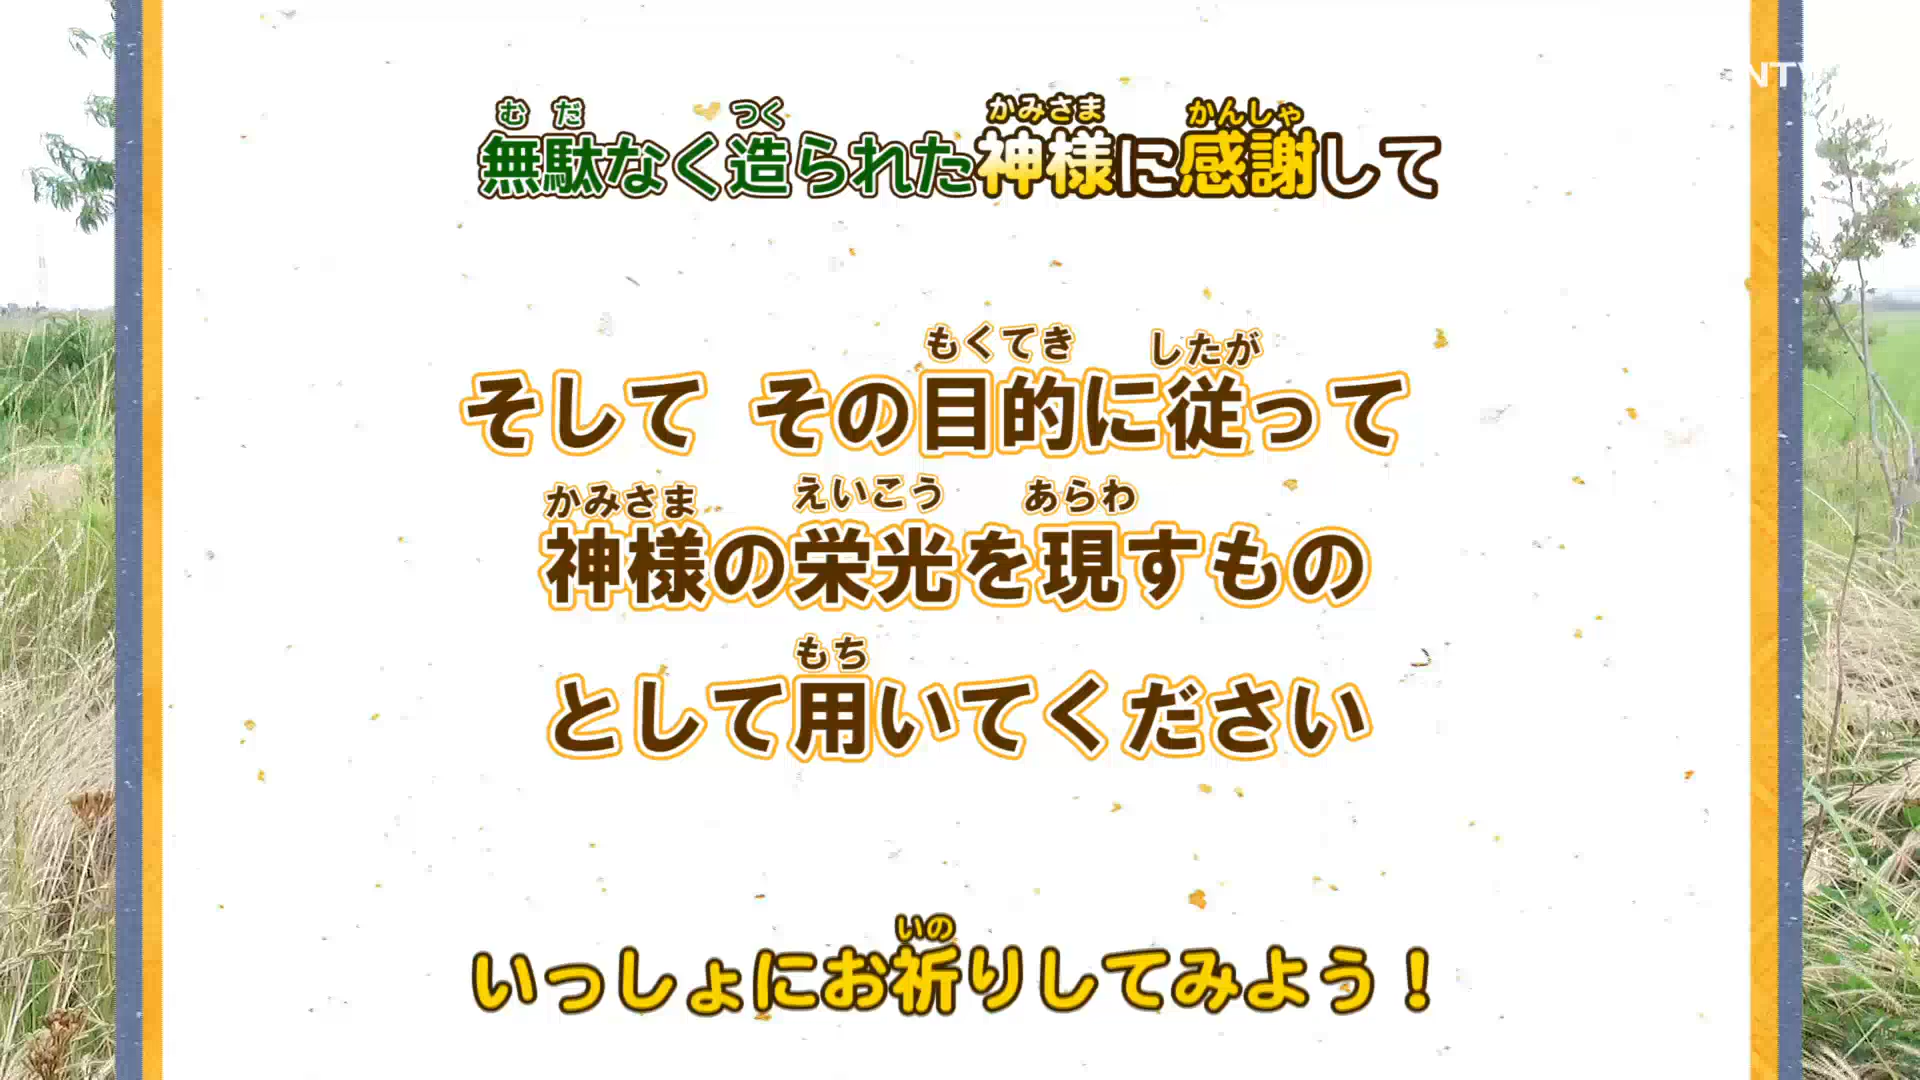 無駄なく造られた神様に感謝して
そして その目的に従って
神様の栄光を現すもの
として用いてください
いっしょにお祈りしてみよう！